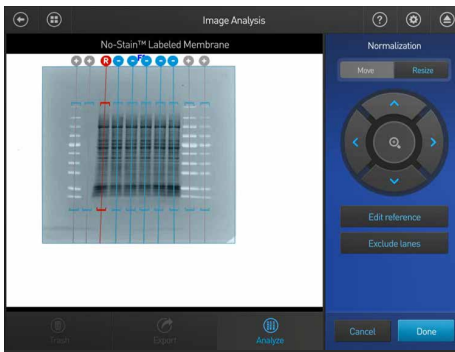 Image Analysis
No-Stain™ Labeled Membrane
R
Normalization
Move
Resize
Edit reference
Exclude lanes
Trash
Export
Analyze
Cancel
Done